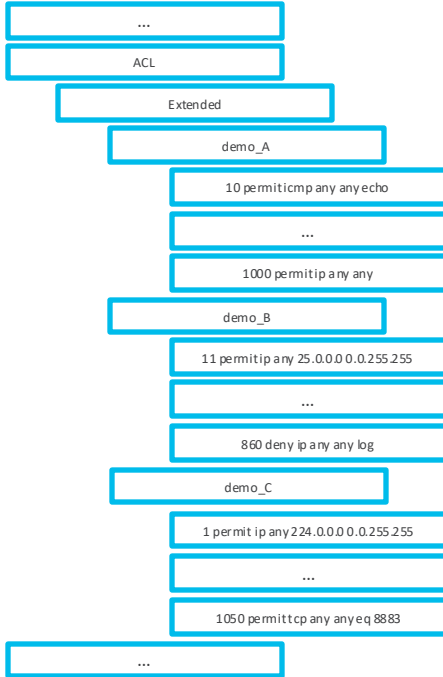 ...
ACL
Extended
demo_A
10 permit icmp any any echo
...
1000 permit ip any any
demo_B
11 permit ip any 25.0.0.0 0.0.255.255
...
860 deny ip any any log
demo_C
1 permit ip any 224.0.0.0 0.0.255.255
...
1050 permit tcp any any eq 8883
...